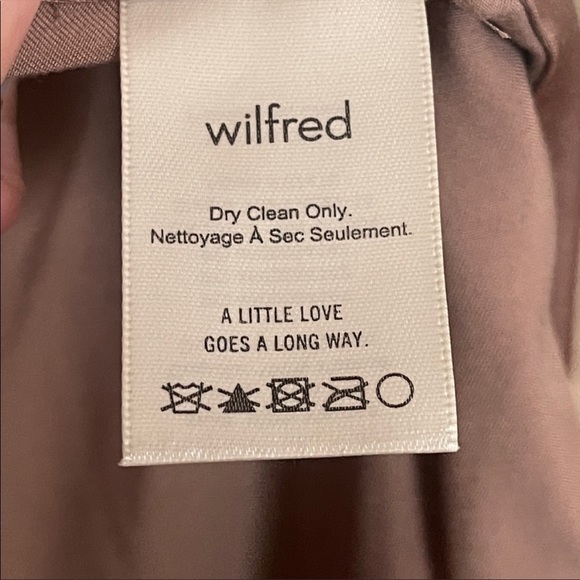 wilfred
Dry Clean Only.
Nettoyage À Sec Seulement.
A LITTLE LOVE
GOES A LONG WAY.